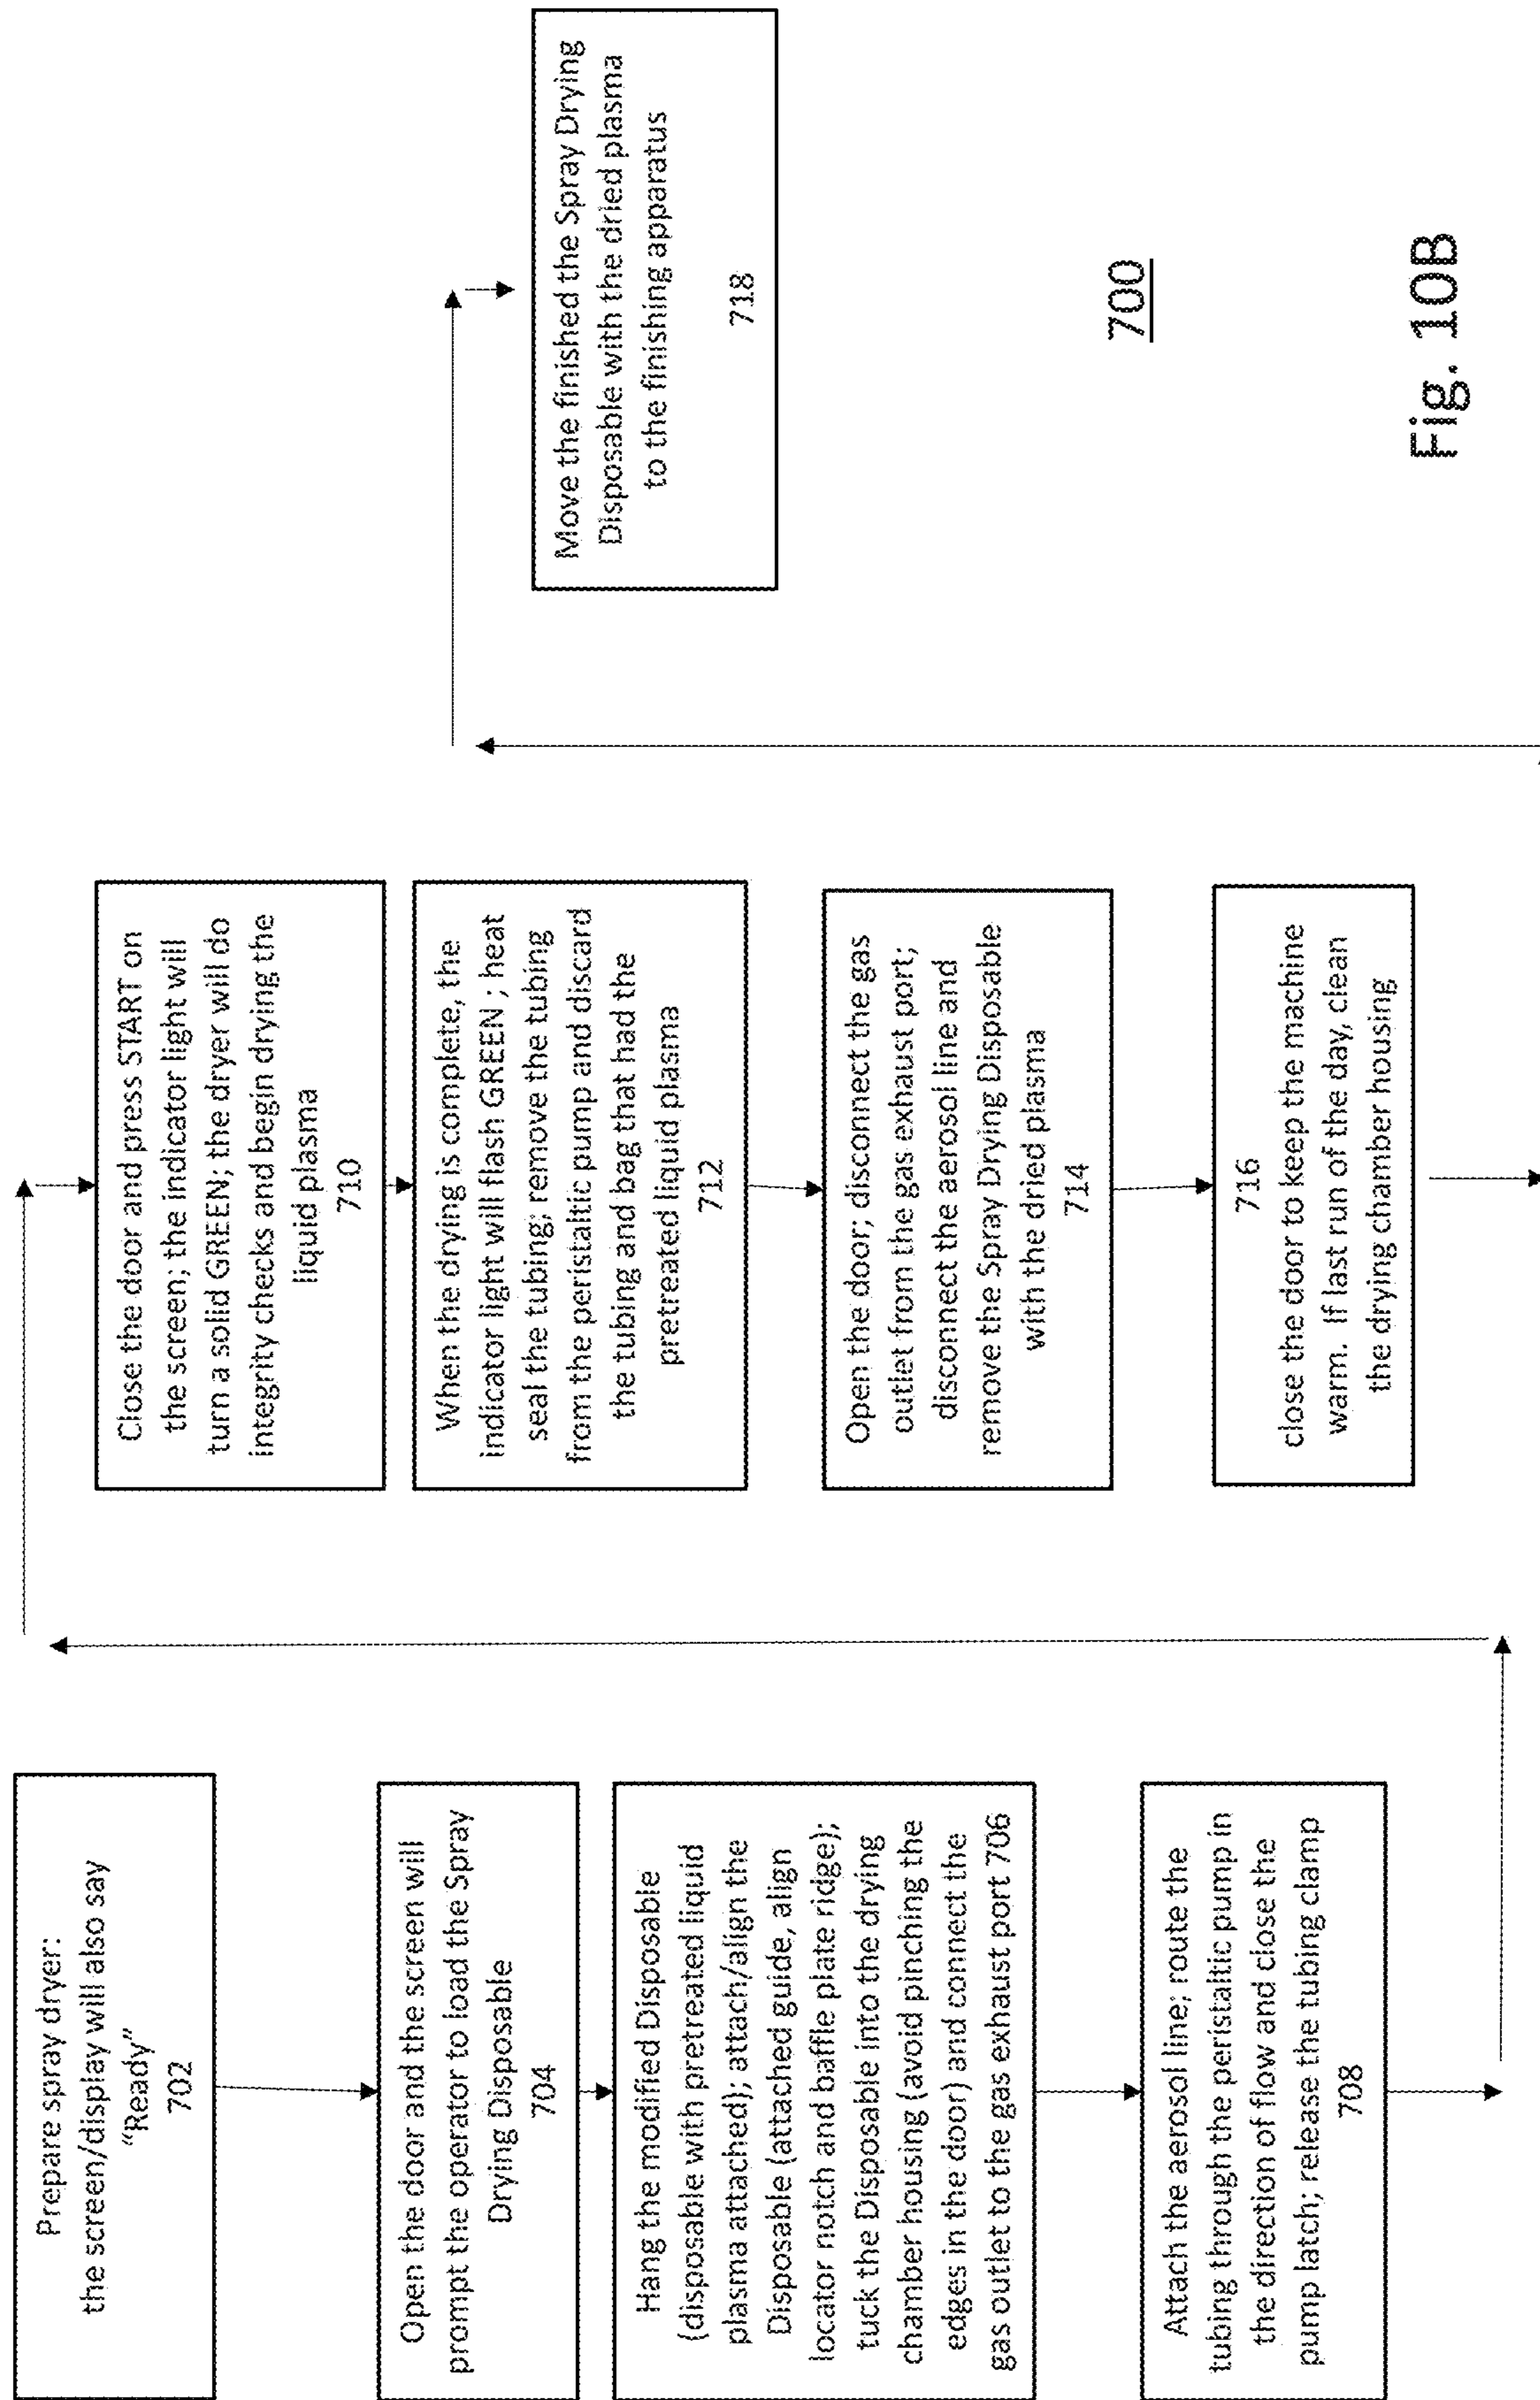 Prepare spray dryer:
the screen/display will also say
“Ready”
702
Open the door and the screen will
prompt the operator to load the Spray
Drying Disposable
704
Hang the modified Disposable
(disposable with pretreated liquid
plasma attached); attach/align the
Disposable (attached guide, align
locator notch and baffle plate ridge);
tuck the Disposable into the drying
chamber housing (avoid pinching the
edges in the door) and connect the
gas outlet to the gas exhaust port 706
Attach the aerosol line; route the
tubing through the peristaltic pump in
the direction of flow and close the
pump latch; release the tubing clamp
708
Close the door and press START on
the screen; the indicator light will
turn a solid GREEN; the dryer will do
integrity checks and begin drying the
liquid plasma
710
When the drying is complete, the
indicator light will flash GREEN ; heat
seal the tubing; remove the tubing
from the peristaltic pump and discard
the tubing and bag that had the
pretreated liquid plasma
712
Open the door; disconnect the gas
outlet from the gas exhaust port;
disconnect the aerosol line and
remove the Spray Drying Disposable
with the dried plasma
714
716
close the door to keep the machine
warm. If last run of the day, clean
the drying chamber housing
Move the finished the Spray Drying
Disposable with the dried plasma
to the finishing apparatus
718
700
Fig. 10B